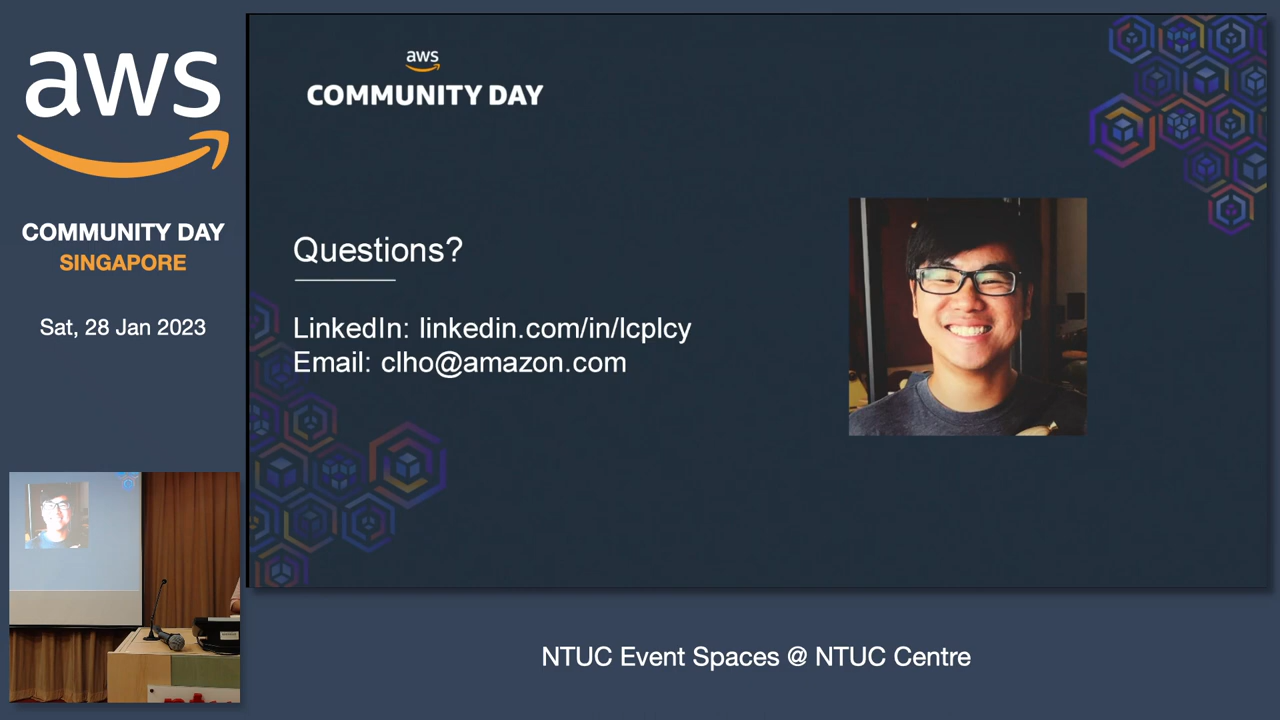 aws
COMMUNITY DAY
SINGAPORE
Sat, 28 Jan 2023
aws
COMMUNITY DAY
Questions?
LinkedIn: linkedin.com/in/lcplcy
Email: clho@amazon.com
NTUC Event Spaces @ NTUC Centre